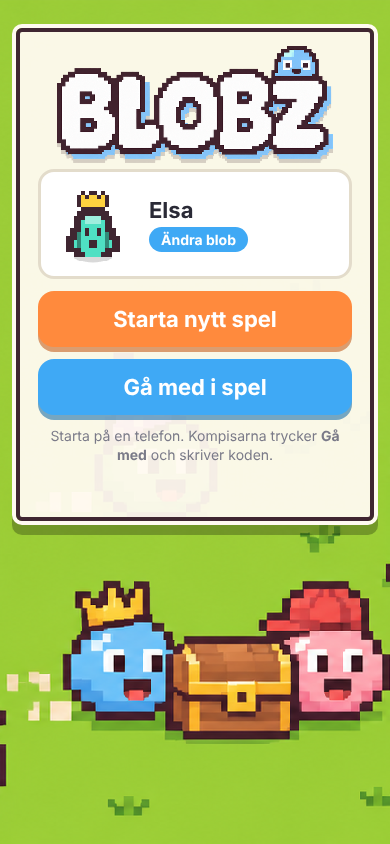 BLOBZ
Elsa
Ändra blob
Starta nytt spel
Gå med i spel
Starta på en telefon. Kompisarna trycker Gå
med och skriver koden.